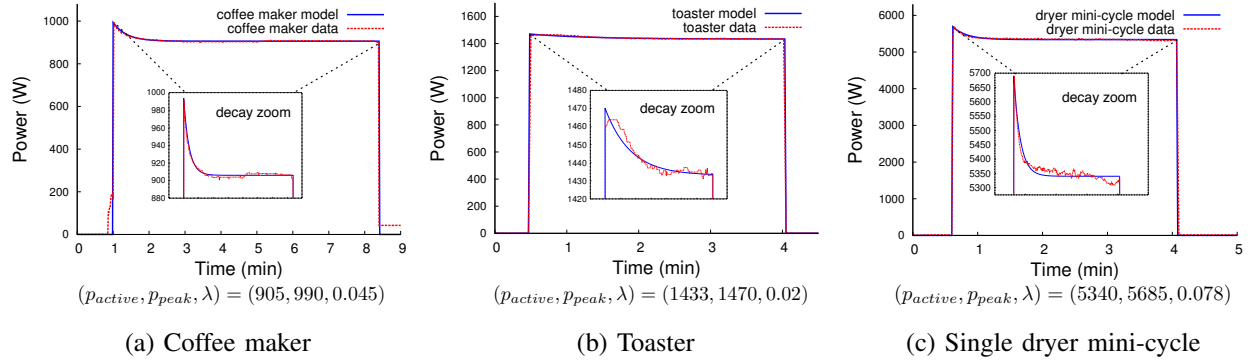 coffee maker model
coffee maker data
Power (W)
1000
800
600
400
200
0
1000
980
960
940
920
900
880
decay zoom
0 1 2 3 4 5 6 7 8 9
Time (min)
(p_active, p_peak, λ) = (905, 990, 0.045)
(a) Coffee maker
toaster model
toaster data
Power (W)
1600
1400
1200
1000
800
600
400
200
0
1480
1470
1460
1450
1440
1430
1420
decay zoom
0 1 2 3 4
Time (min)
(p_active, p_peak, λ) = (1433, 1470, 0.02)
(b) Toaster
dryer mini-cycle model
dryer mini-cycle data
Power (W)
6000
5000
4000
3000
2000
1000
0
5700
5650
5600
5550
5500
5450
5400
5350
5300
decay zoom
0 1 2 3 4 5
Time (min)
(p_active, p_peak, λ) = (5340, 5685, 0.078)
(c) Single dryer mini-cycle